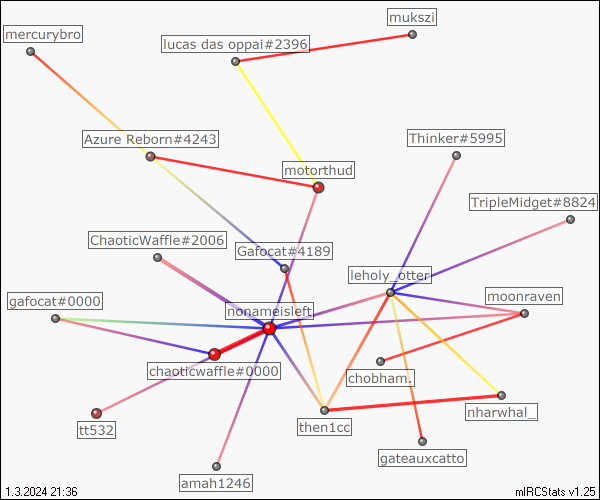 mukszi
mercurybro
lucas das oppai#2396
Azure Reborn#4243
Thinker#5995
motorthud
TripleMidget#8824
ChaoticWaffle#2006
Gafocat#4189
leholy_otter
gafocat#0000
nonameisleft
moonraven
chaoticwaffle#0000
chobham.
nharwhal_
tt532
then1cc
gateauxcatto
amah1246
1.3.2024 21:36
mIRCStats v1.25